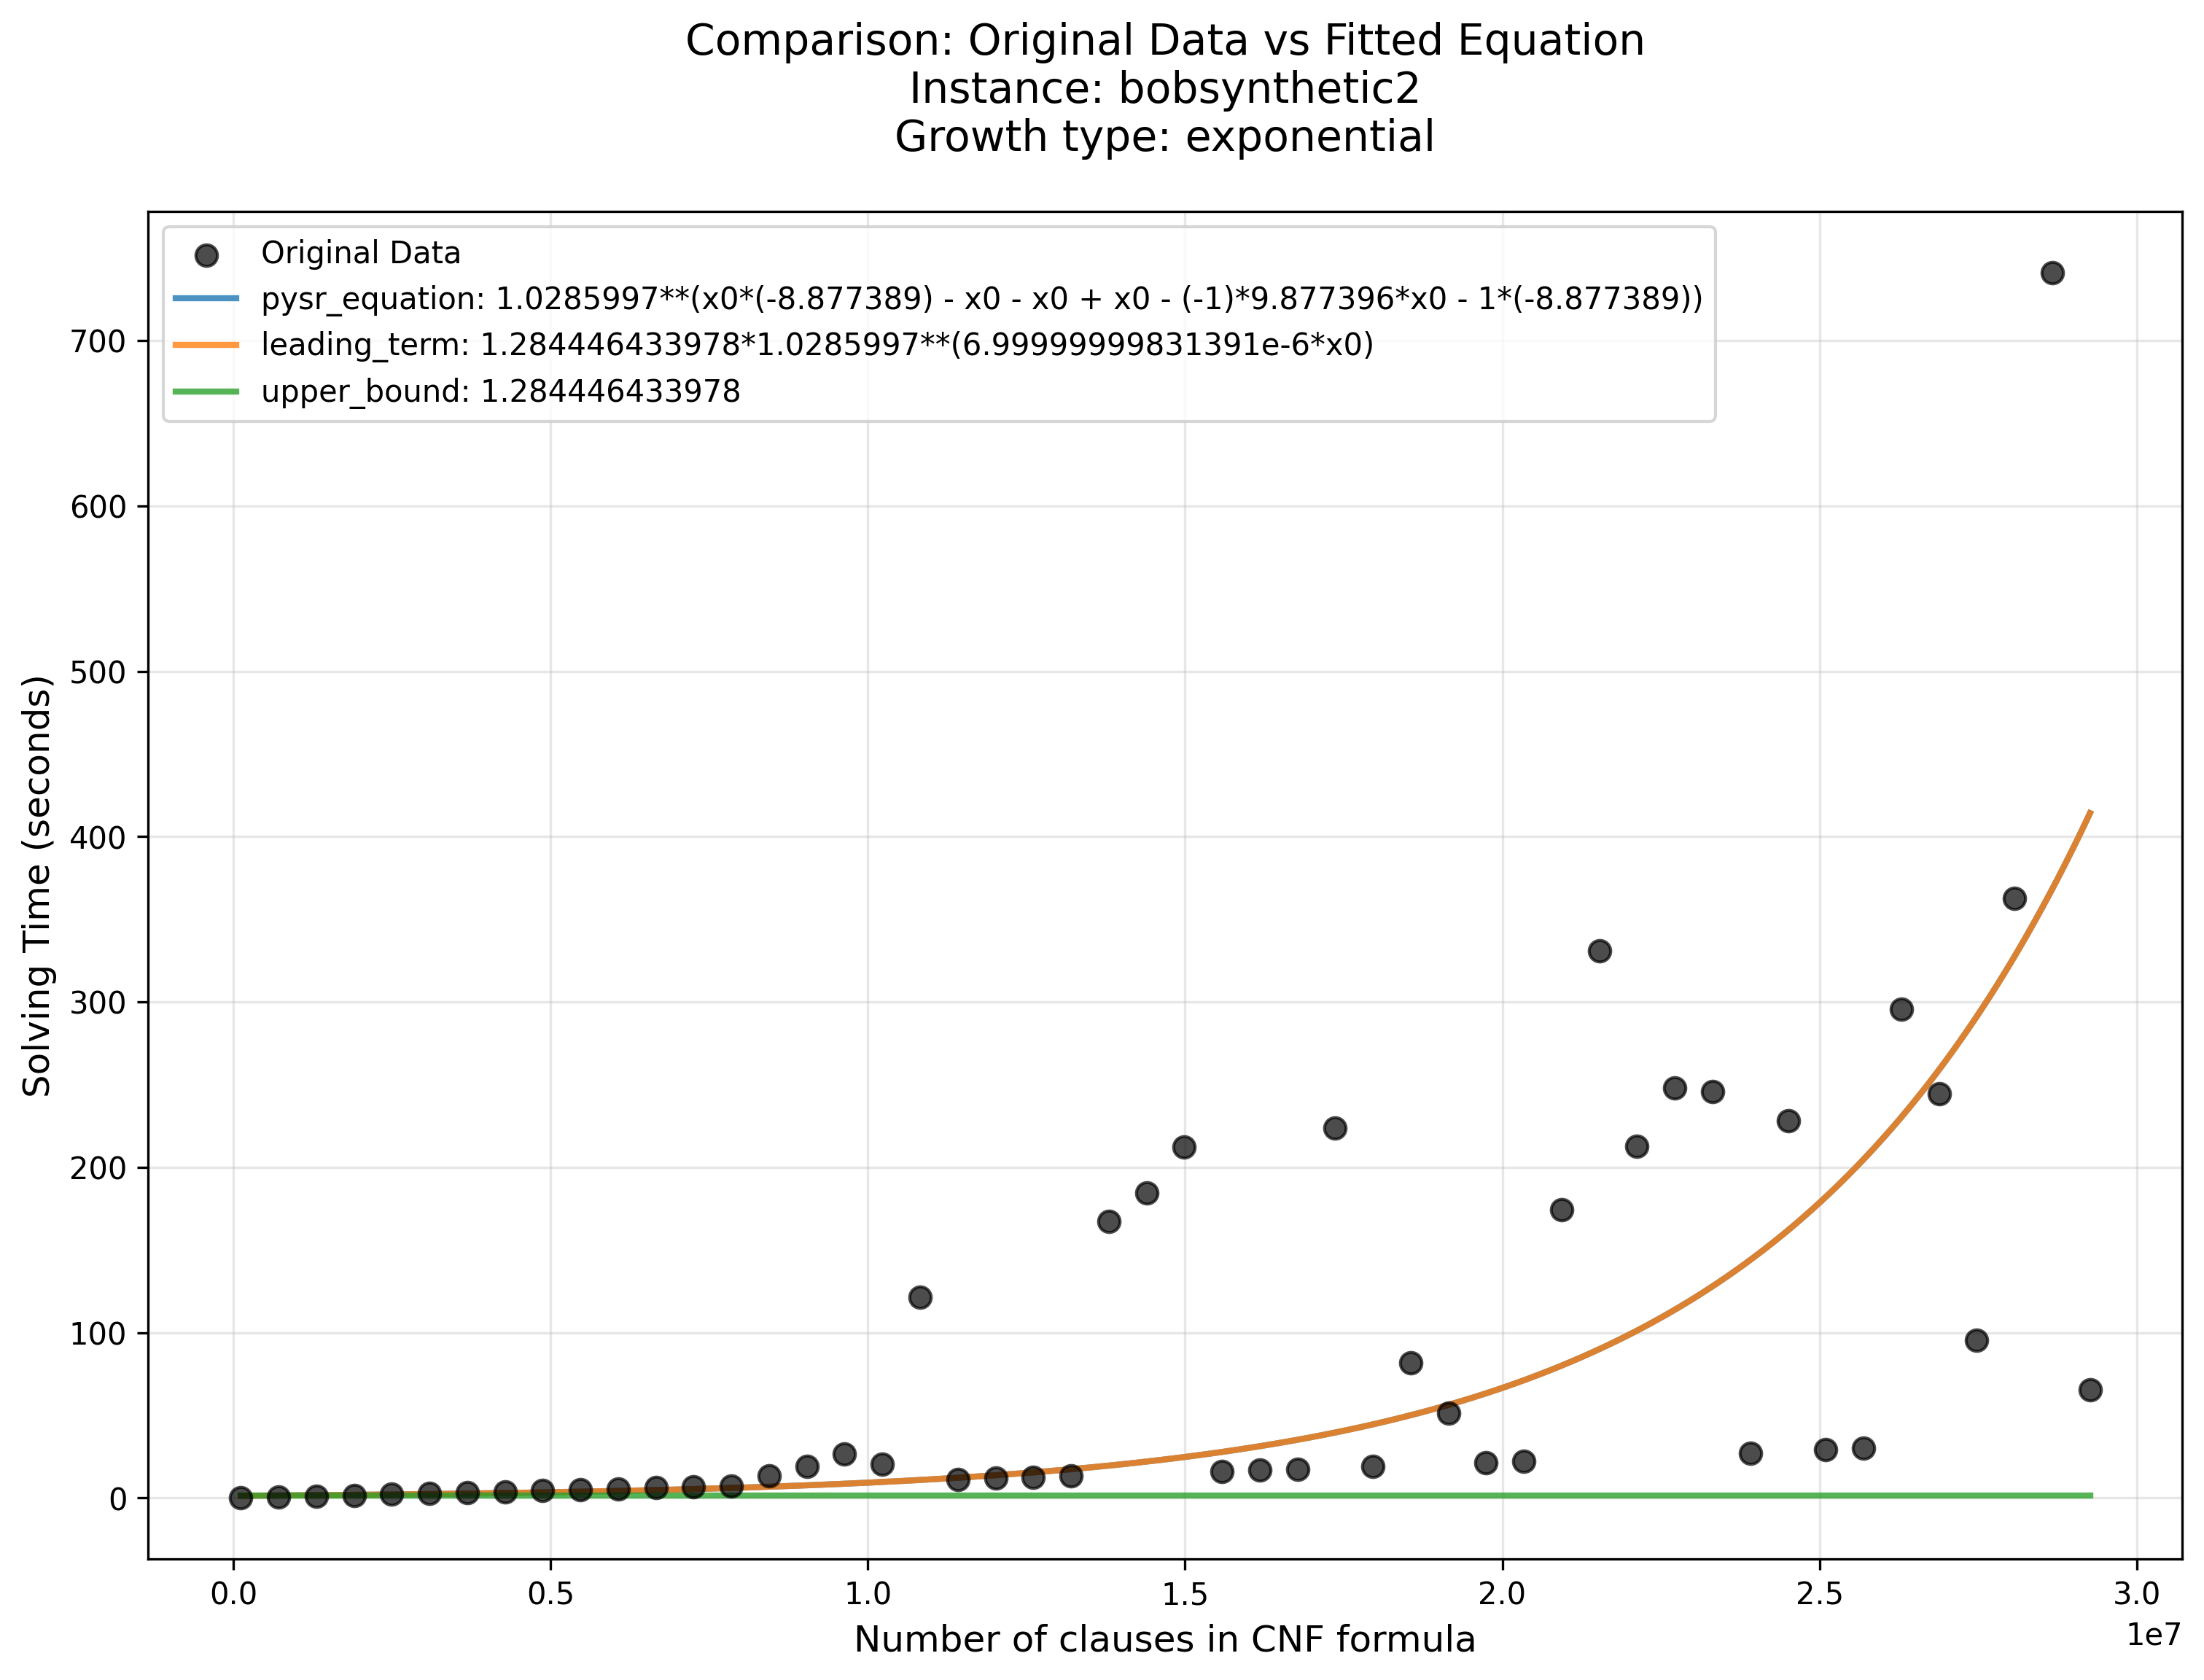 Comparison: Original Data vs Fitted Equation
Instance: bobsynthetic2
Growth type: exponential
Original Data
pysr_equation: 1.0285997**(x0*(-8.877389) - x0 - x0 + x0 - (-1)*9.877396*x0 - 1*(-8.877389))
leading_term: 1.284446433978*1.0285997**(6.99999999831391e-6*x0)
upper_bound: 1.284446433978
Solving Time (seconds)
700
600
500
400
300
200
100
0
0.0 0.5 1.0 1.5 2.0 2.5 3.0
1e7
Number of clauses in CNF formula